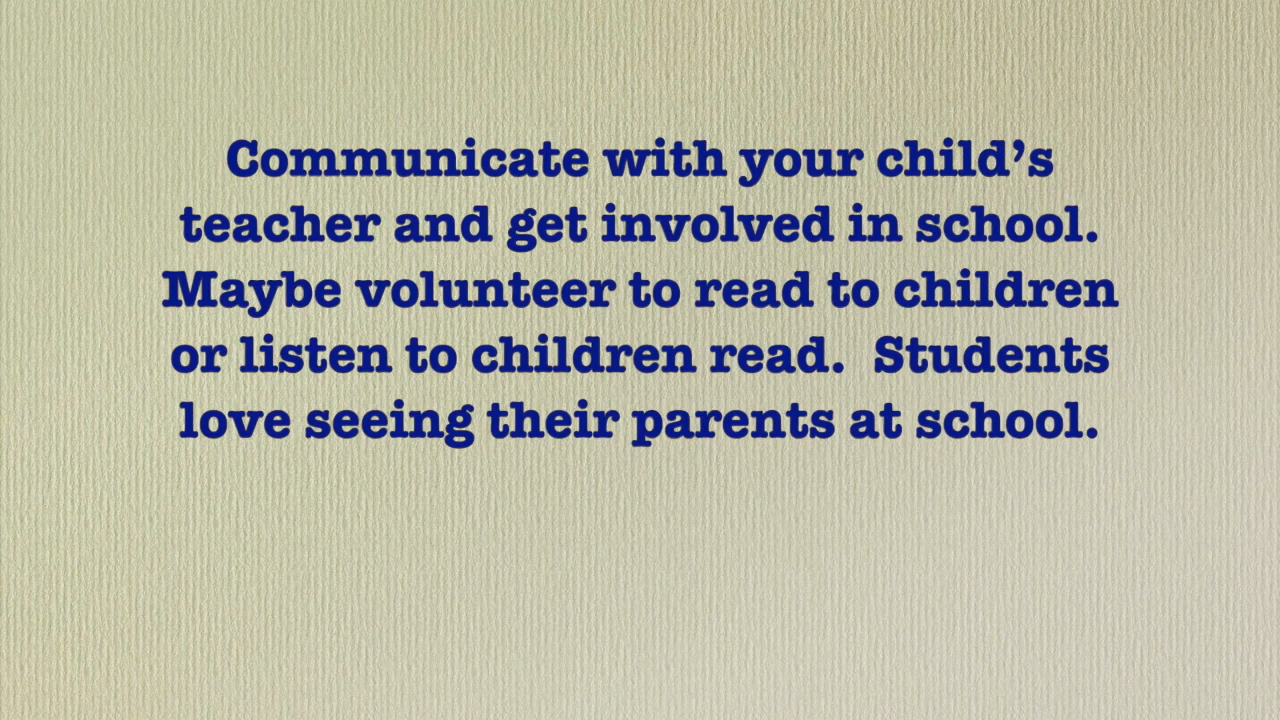 Communicate with your child’s
teacher and get involved in school.
Maybe volunteer to read to children
or listen to children read.  Students
love seeing their parents at school.